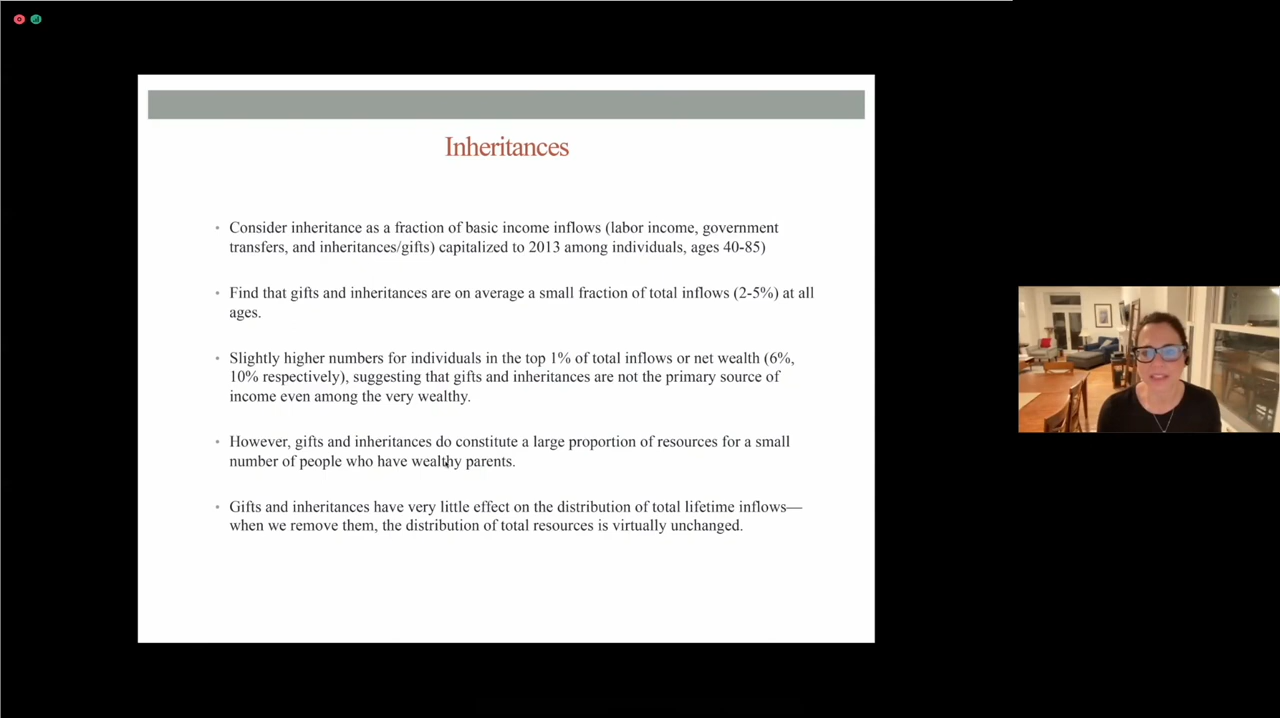 Inheritances
• Consider inheritance as a fraction of basic income inflows (labor income, government
transfers, and inheritances/gifts) capitalized to 2013 among individuals, ages 40-85)
• Find that gifts and inheritances are on average a small fraction of total inflows (2-5%) at all
ages.
• Slightly higher numbers for individuals in the top 1% of total inflows or net wealth (6%,
10% respectively), suggesting that gifts and inheritances are not the primary source of
income even among the very wealthy.
• However, gifts and inheritances do constitute a large proportion of resources for a small
number of people who have wealthy parents.
• Gifts and inheritances have very little effect on the distribution of total lifetime inflows—
when we remove them, the distribution of total resources is virtually unchanged.